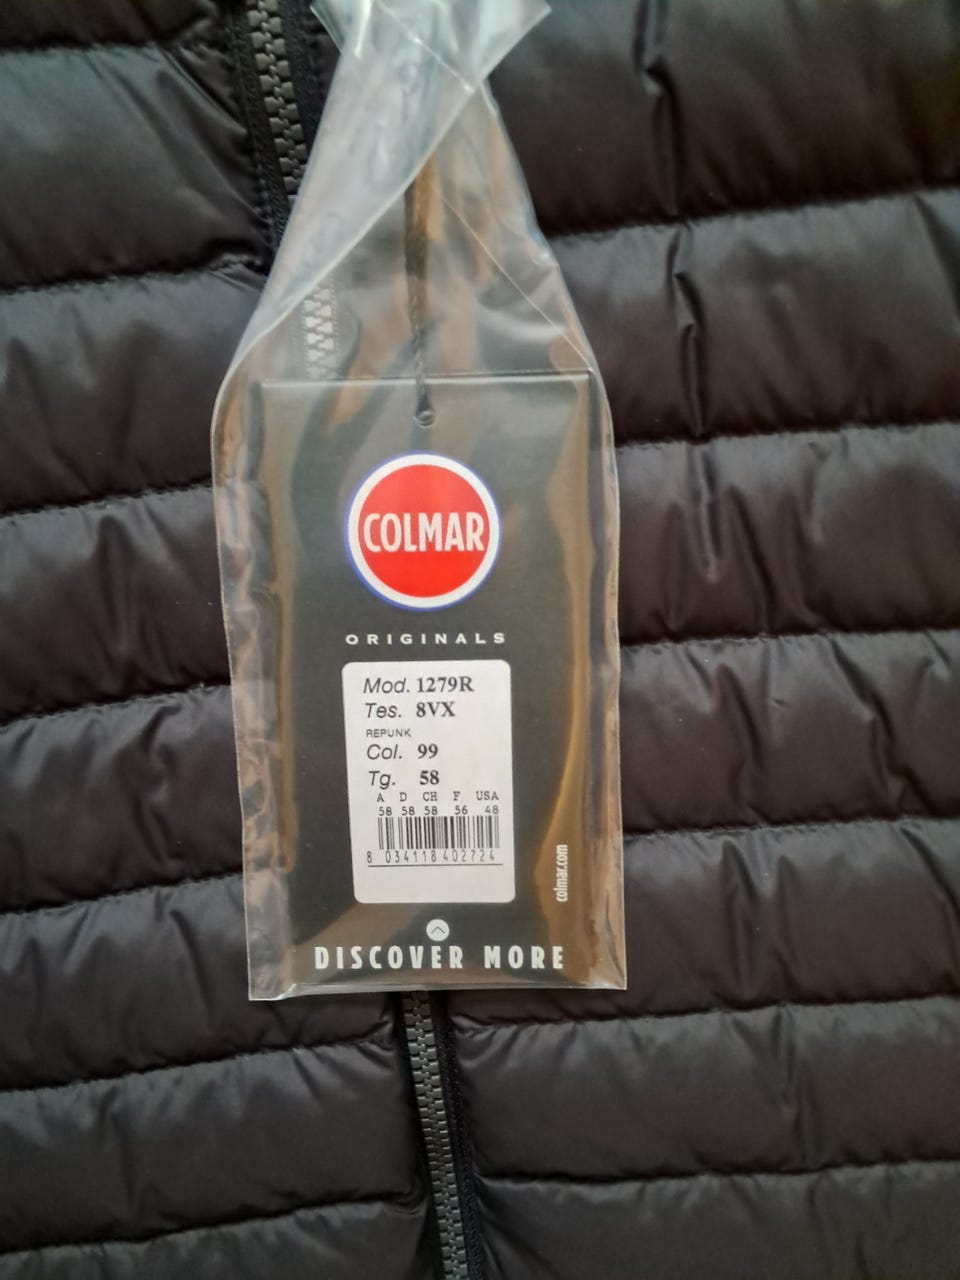 COLMAR
ORIGINALS
Mod. 1279R
Tes. 8VX
REPUNK
Col. 99
Tg. 58
A D CH F USA
58 58 58 56 48
8 034118 402724
colmar.com
DISCOVER MORE